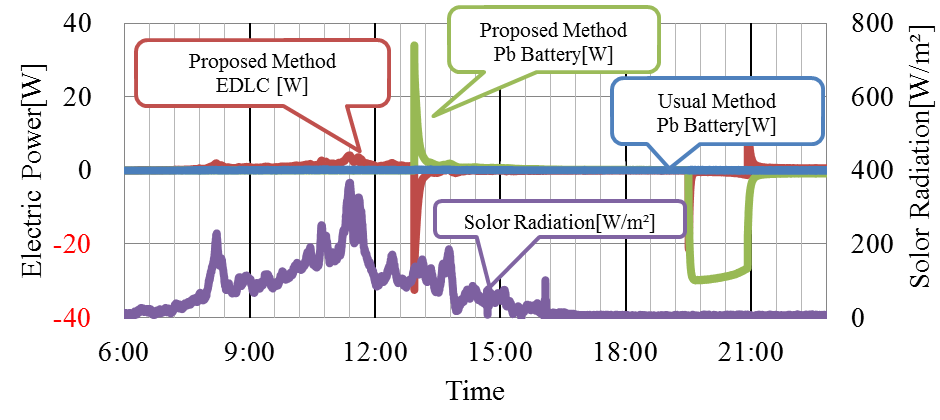 40
20
0
-20
-40
Electric Power[W]
800
600
400
200
0
Solar Radiation[W/m²]
Proposed Method
EDLC [W]
Proposed Method
Pb Battery[W]
Usual Method
Pb Battery[W]
Solor Radiation[W/m²]
6:00 9:00 12:00 15:00 18:00 21:00
Time